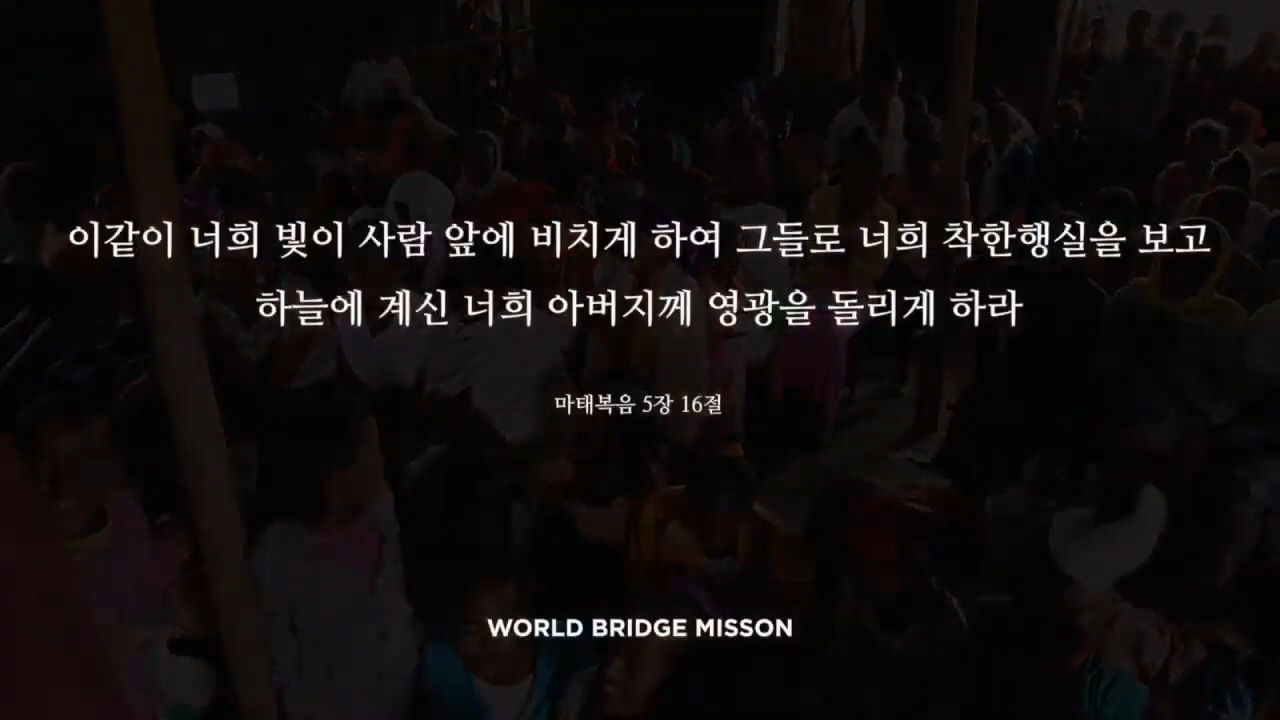 이같이 너희 빛이 사람 앞에 비치게 하여 그들로 너희 착한행실을 보고
하늘에 계신 너희 아버지께 영광을 돌리게 하라
마태복음 5장 16절
WORLD BRIDGE MISSON